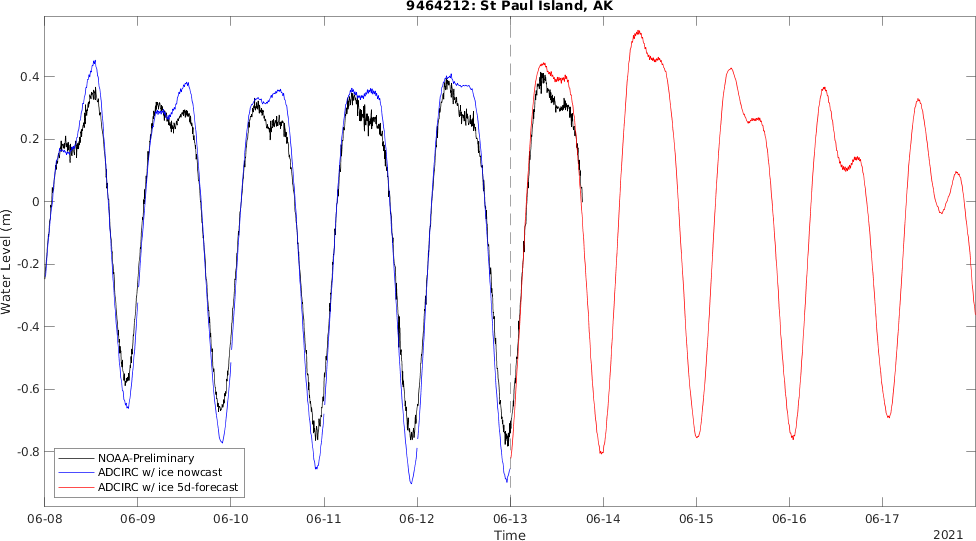 9464212: St Paul Island, AK
Water Level (m)
0.4
0.2
0
-0.2
-0.4
-0.6
-0.8
NOAA-Preliminary
ADCIRC w/ ice nowcast
ADCIRC w/ ice 5d-forecast
06-08 06-09 06-10 06-11 06-12 06-13 06-14 06-15 06-16 06-17
Time
2021